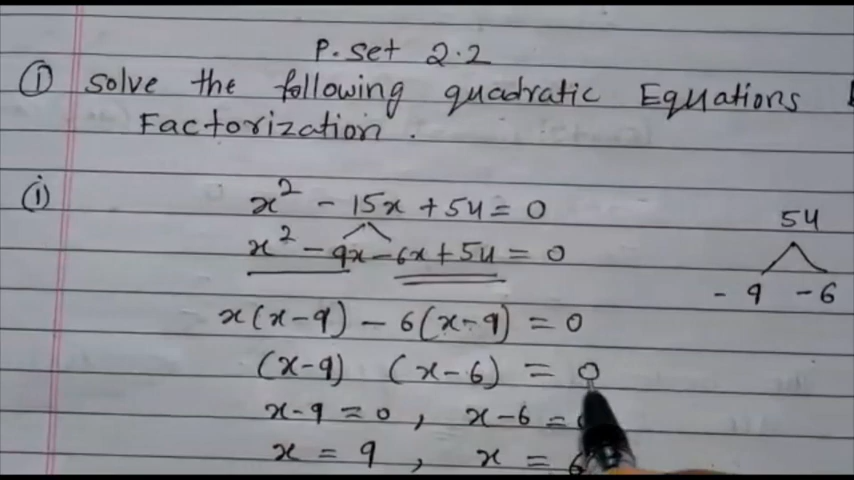 P. Set 2.2
① Solve the following quadratic Equations
Factorization.
(i) x² - 15x + 54 = 0
54
x² - 9x - 6x + 54 = 0
- 9 - 6
x(x-9) - 6(x-9) = 0
(x-9) (x-6) = 0
x-9 = 0, x-6 =
x = 9, x = 6